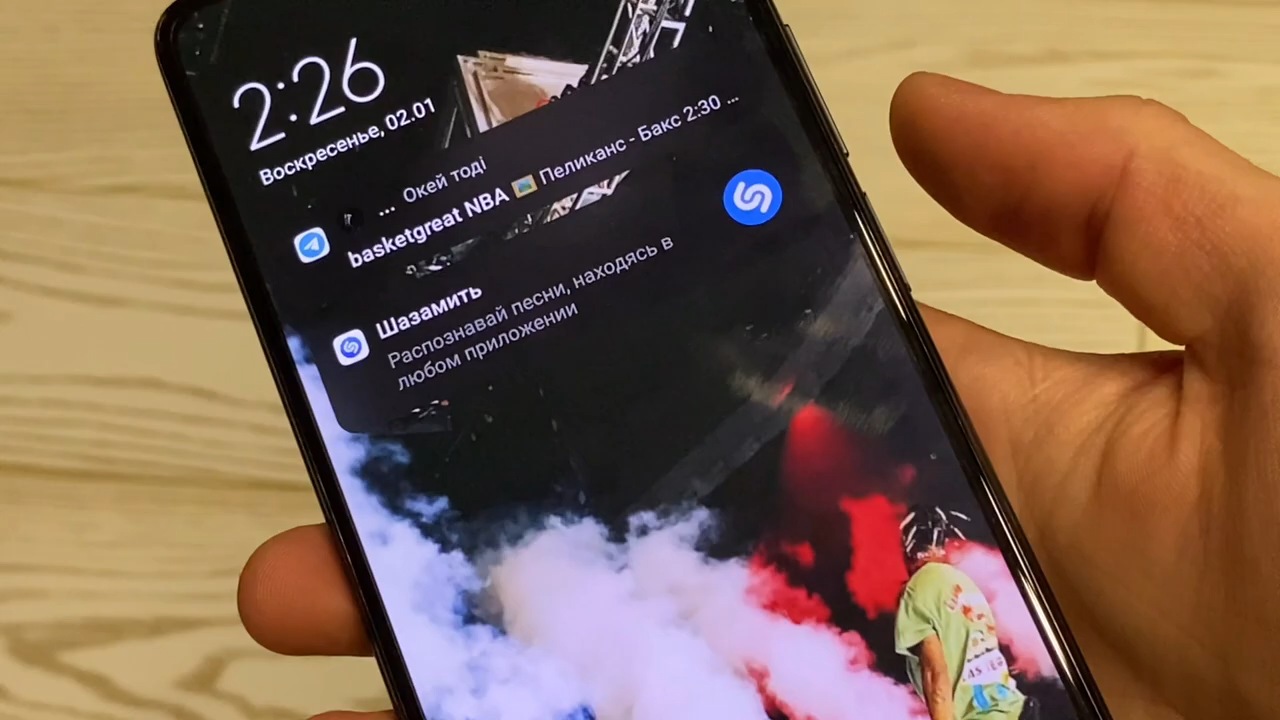 2:26
Воскресенье, 02.01
... Окей тоді
basketgreat NBA 🖼 Пеликанс - Бакс 2:30 ...
Шазамить
Распознавай песни, находясь в
любом приложении